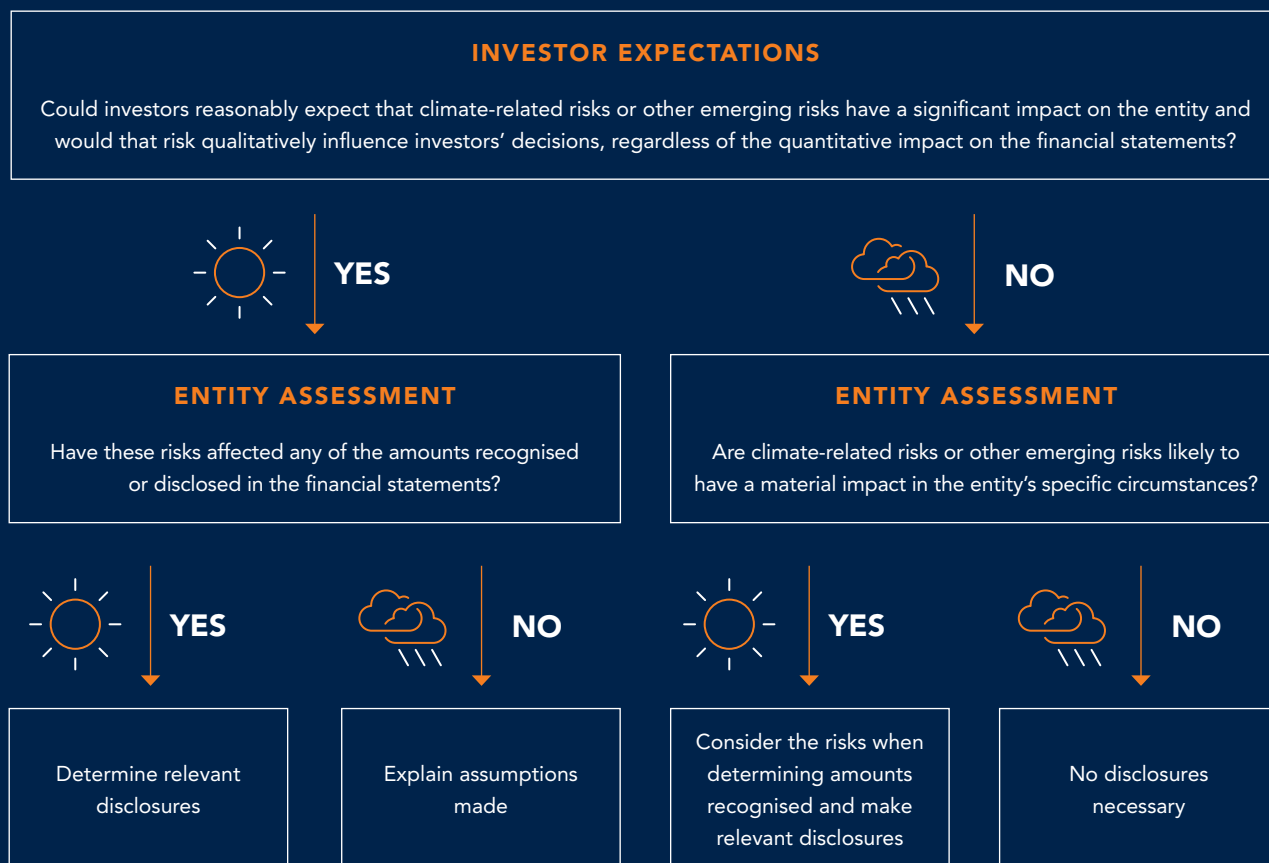 INVESTOR EXPECTATIONS
Could investors reasonably expect that climate-related risks or other emerging risks have a significant impact on the entity and
would that risk qualitatively influence investors’ decisions, regardless of the quantitative impact on the financial statements?
YES
NO
ENTITY ASSESSMENT
Have these risks affected any of the amounts recognised
or disclosed in the financial statements?
ENTITY ASSESSMENT
Are climate-related risks or other emerging risks likely to
have a material impact in the entity’s specific circumstances?
YES
NO
YES
NO
Determine relevant
disclosures
Explain assumptions
made
Consider the risks when
determining amounts
recognised and make
relevant disclosures
No disclosures
necessary